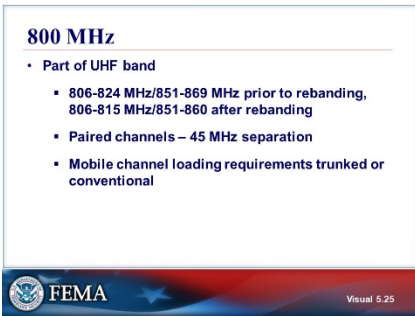 800 MHz
• Part of UHF band
▪ 806-824 MHz/851-869 MHz prior to rebanding,
806-815 MHz/851-860 after rebanding
▪ Paired channels – 45 MHz separation
▪ Mobile channel loading requirements trunked or
conventional
FEMA
Visual 5.25